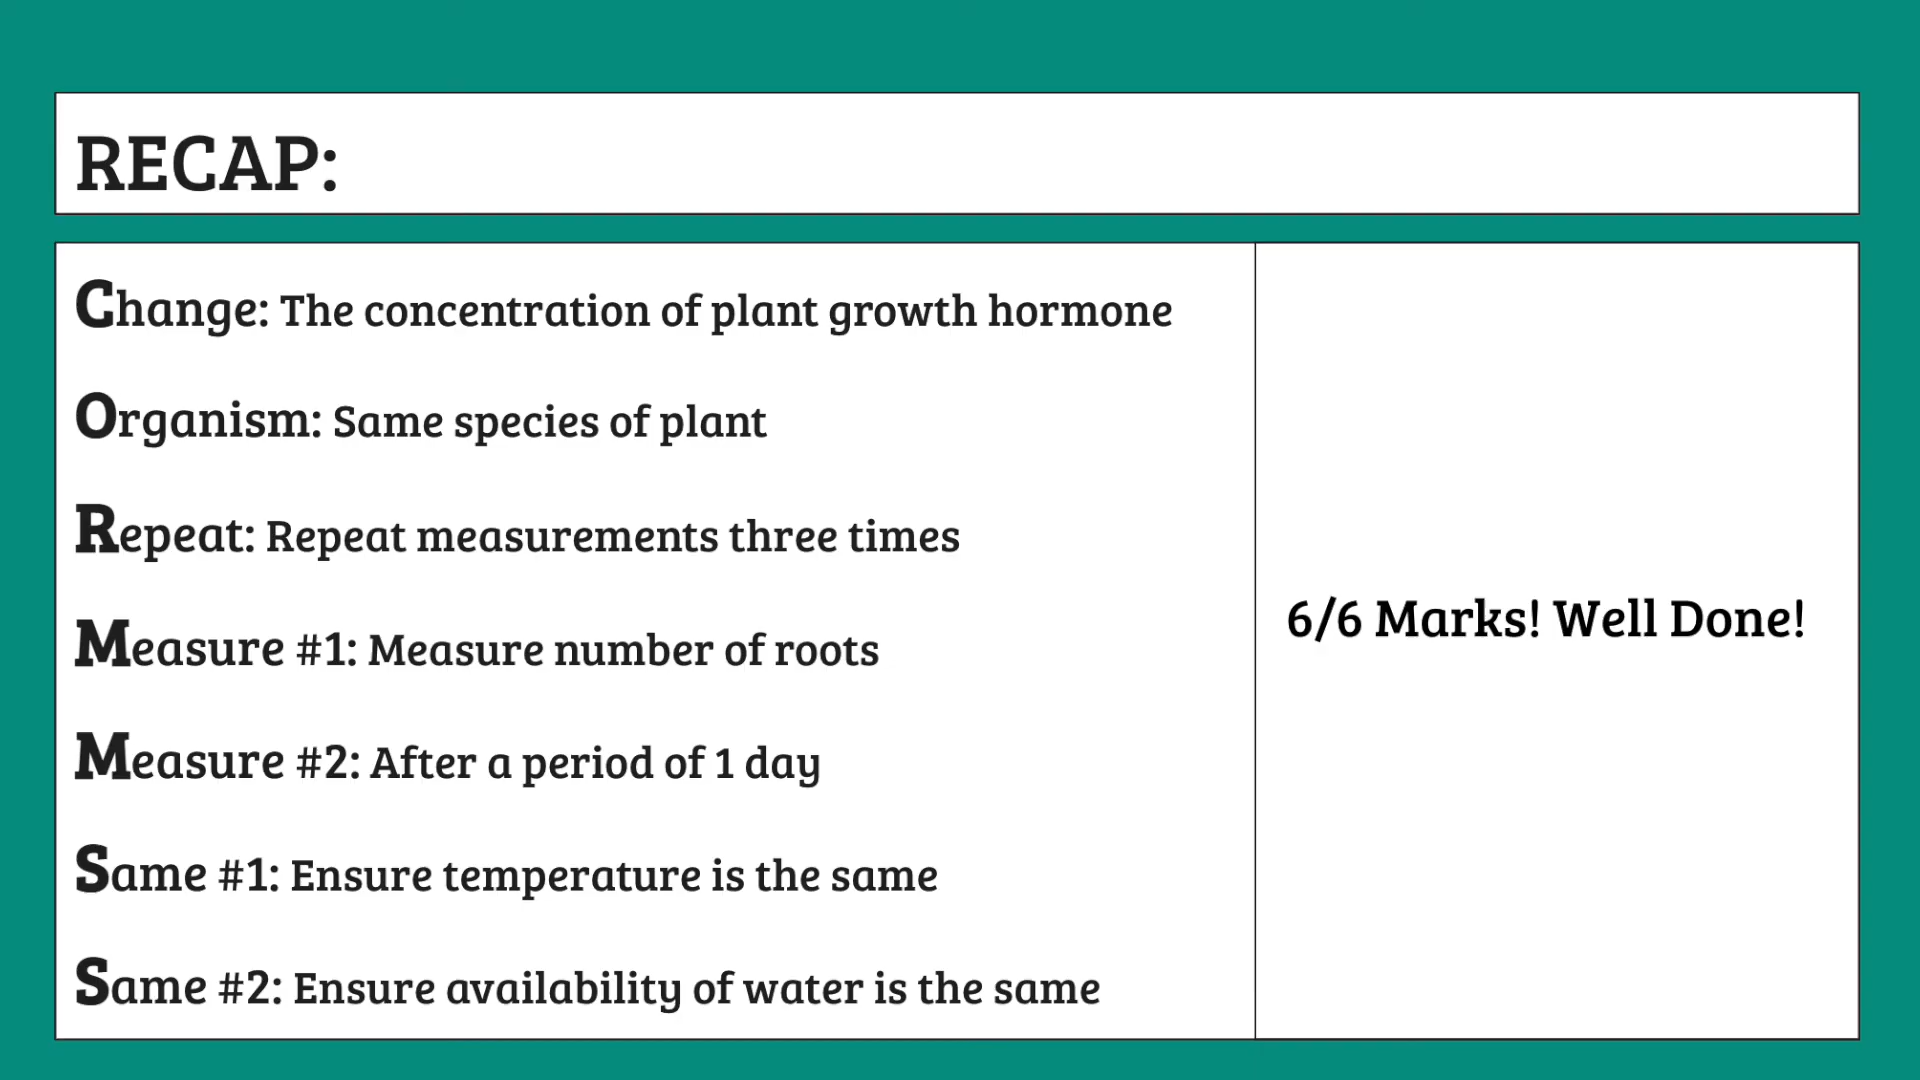 RECAP:
Change: The concentration of plant growth hormone
Organism: Same species of plant
Repeat: Repeat measurements three times
Measure #1: Measure number of roots
Measure #2: After a period of 1 day
Same #1: Ensure temperature is the same
Same #2: Ensure availability of water is the same
6/6 Marks! Well Done!